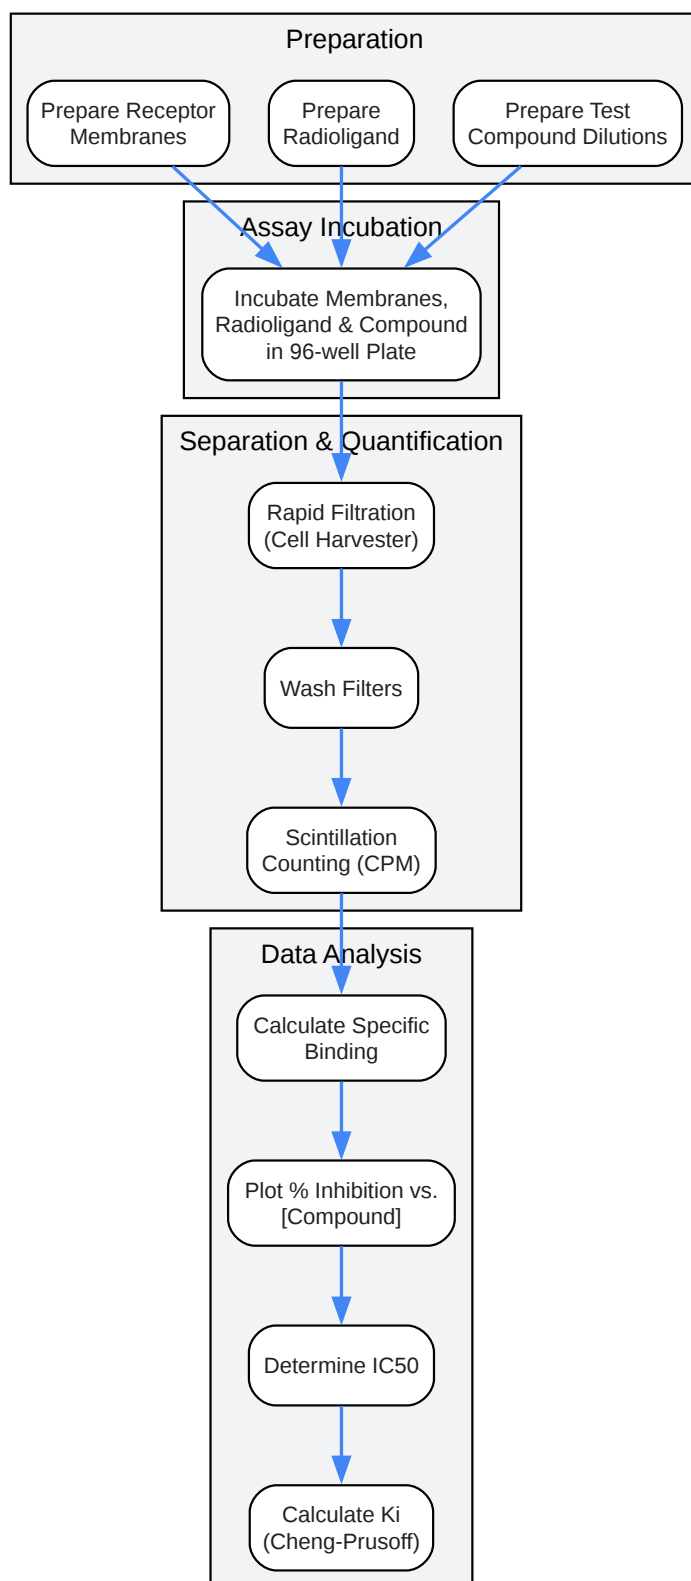 Preparation
Prepare Receptor
Membranes
Prepare
Radioligand
Prepare Test
Compound Dilutions
Assay Incubation
Incubate Membranes,
Radioligand & Compound
in 96-well Plate
Separation & Quantification
Rapid Filtration
(Cell Harvester)
Wash Filters
Scintillation
Counting (CPM)
Data Analysis
Calculate Specific
Binding
Plot % Inhibition vs.
[Compound]
Determine IC50
Calculate Ki
(Cheng-Prusoff)